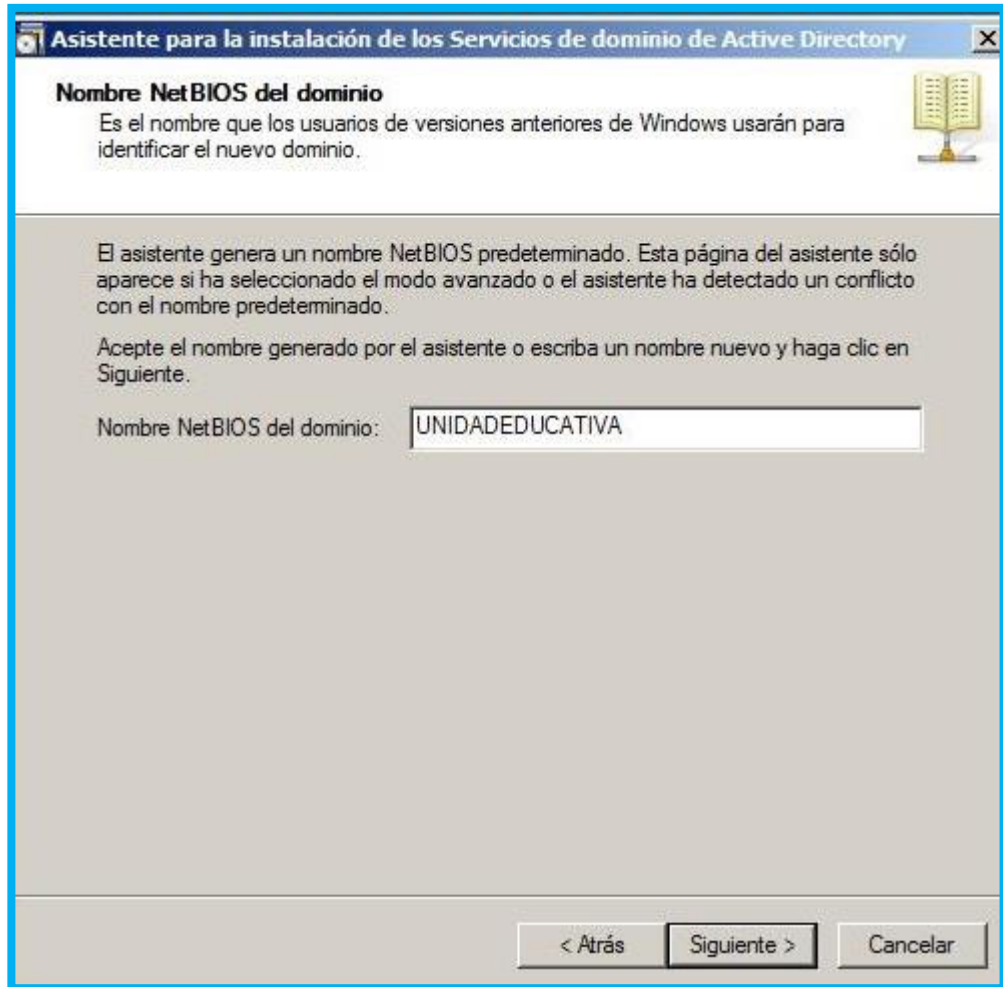 Asistente para la instalación de los Servicios de dominio de Active Directory
Nombre NetBIOS del dominio
Es el nombre que los usuarios de versiones anteriores de Windows usarán para
identificar el nuevo dominio.
El asistente genera un nombre NetBIOS predeterminado. Esta página del asistente sólo
aparece si ha seleccionado el modo avanzado o el asistente ha detectado un conflicto
con el nombre predeterminado.
Acepte el nombre generado por el asistente o escriba un nombre nuevo y haga clic en
Siguiente.
Nombre NetBIOS del dominio: UNIDADEDUCATIVA
< Atrás Siguiente > Cancelar